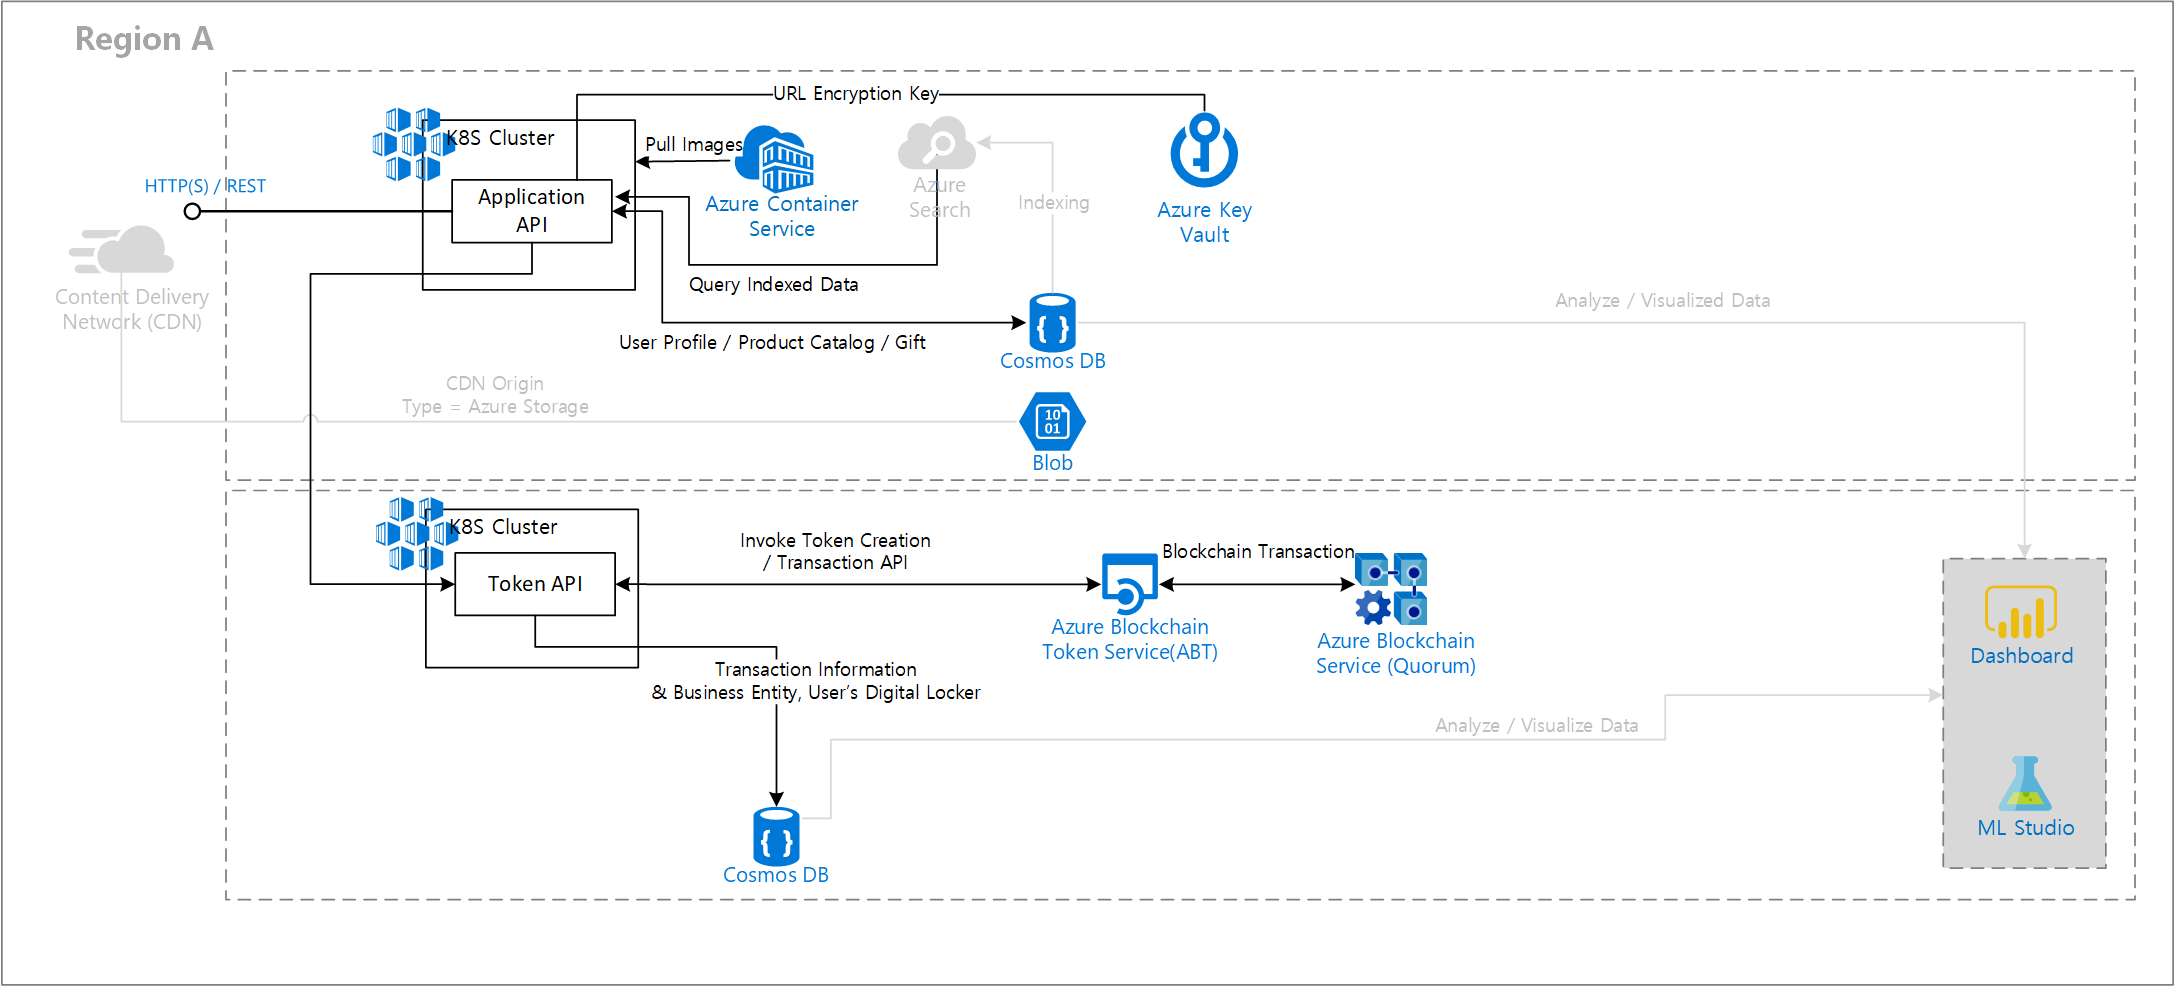 Region A
URL Encryption Key
K8S Cluster
Pull Images
HTTP(S) / REST
Application
API
Azure Container
Service
Azure
Search
Indexing
Azure Key
Vault
Query Indexed Data
Content Delivery
Network (CDN)
Analyze / Visualized Data
User Profile / Product Catalog / Gift
Cosmos DB
CDN Origin
Type = Azure Storage
10
01
Blob
K8S Cluster
Invoke Token Creation
/ Transaction API
Blockchain Transaction
Token API
Azure Blockchain
Token Service(ABT)
Azure Blockchain
Service (Quorum)
Dashboard
Transaction Information
& Business Entity, User’s Digital Locker
Analyze / Visualize Data
ML Studio
Cosmos DB